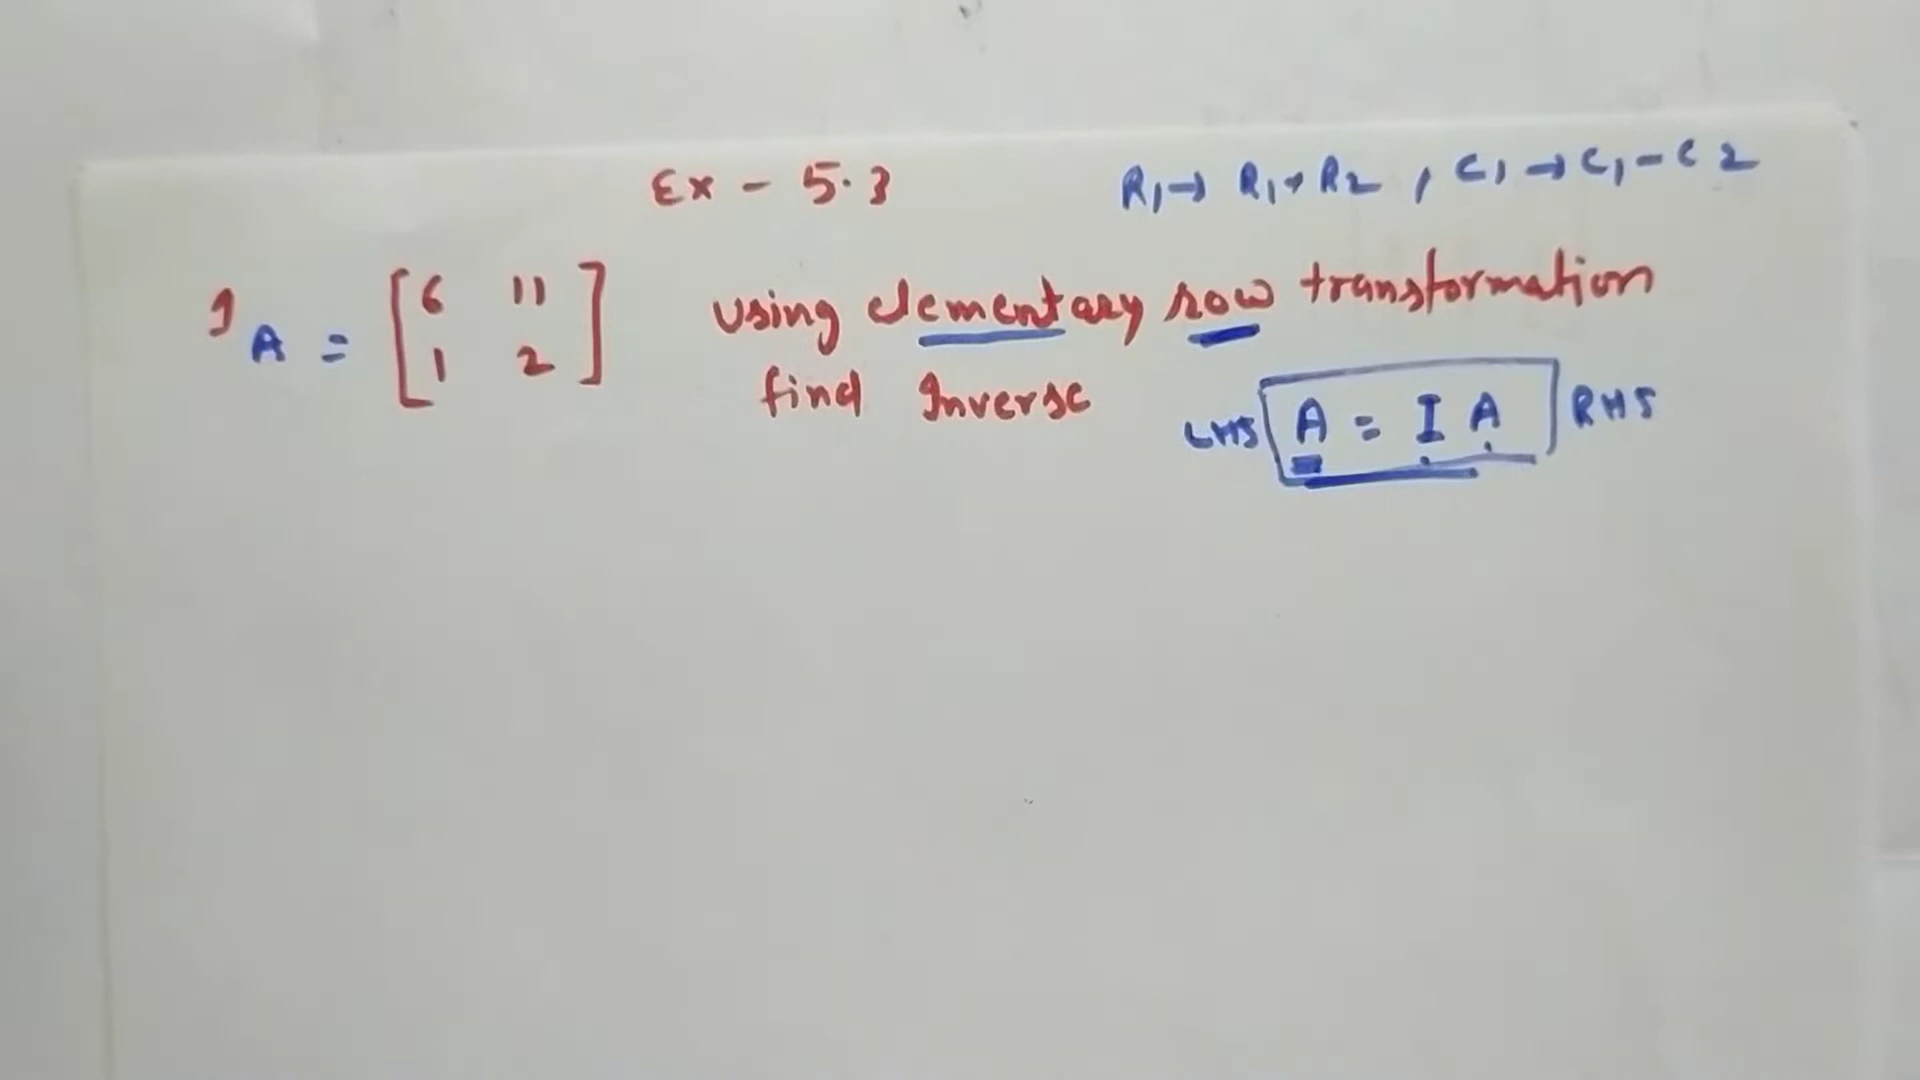 Ex - 5.3
R1→ R1+R2 , C1→C1-C2
1 A = [6 11
1 2]
using elementary row transformation
find Inverse
LHS A = I A RHS